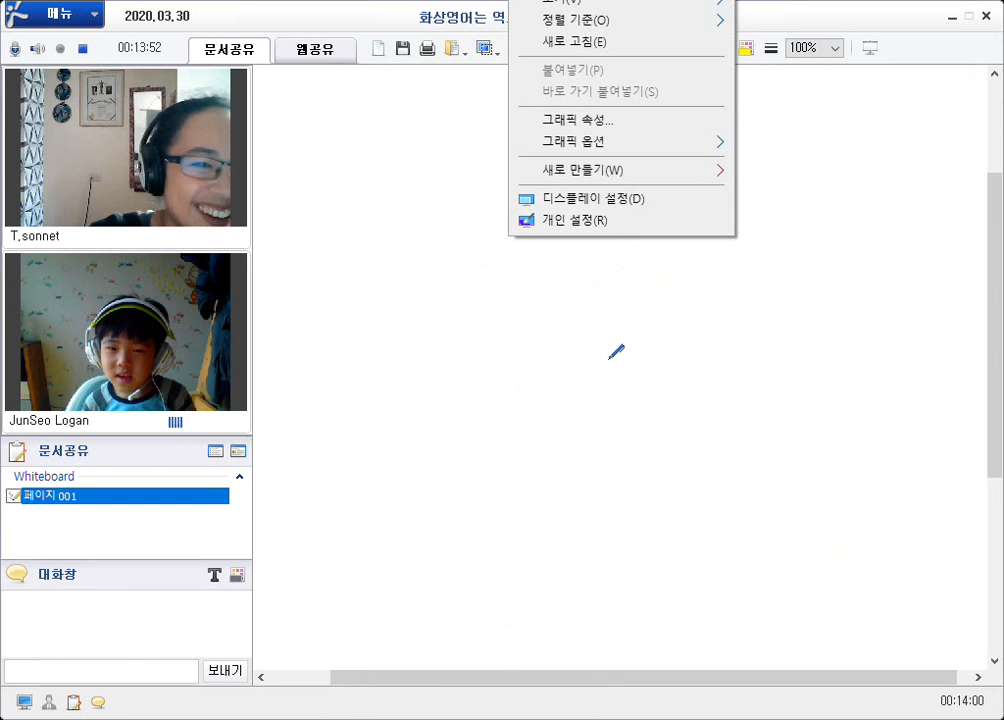 메뉴
2020.03.30
화상영어는 역
00:13:52
문서공유
웹공유
100%
정렬 기준(O)
새로 고침(E)
붙여넣기(P)
바로 가기 붙여넣기(S)
그래픽 속성...
그래픽 옵션
새로 만들기(W)
디스플레이 설정(D)
개인 설정(R)
T.sonnet
JunSeo Logan
문서공유
Whiteboard
페이지 001
대화창
T
보내기
00:14:00